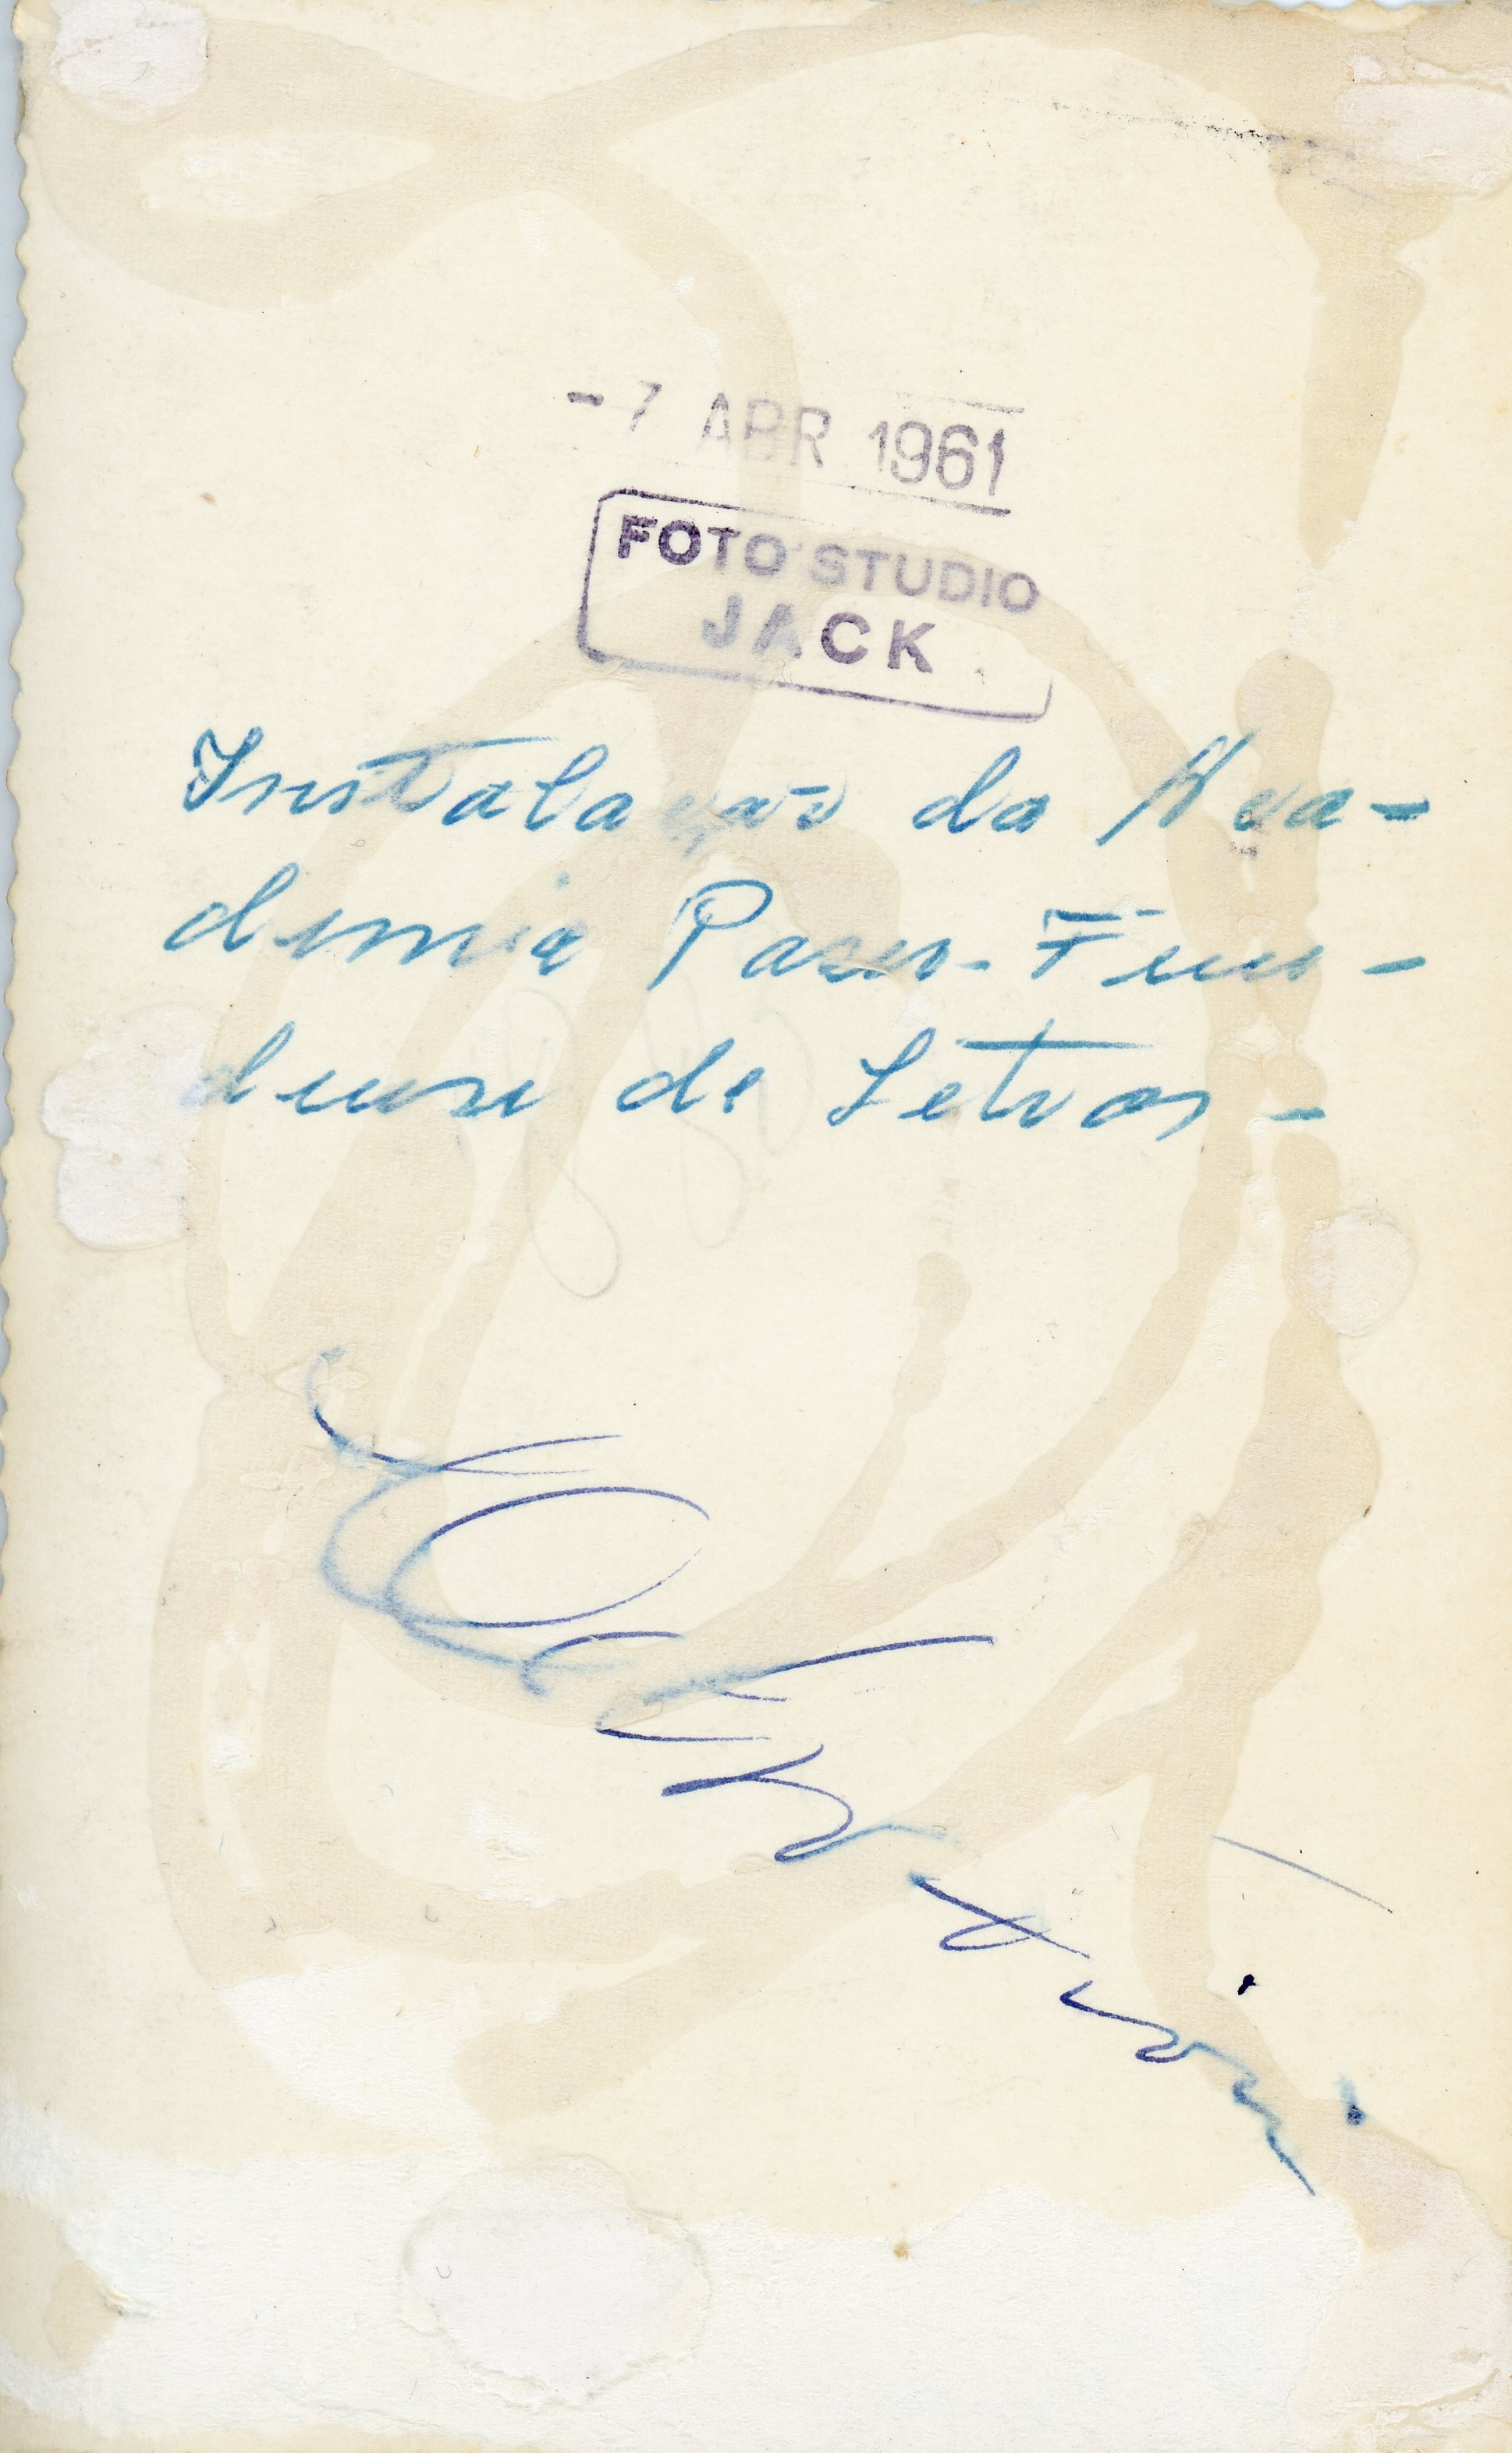 - 7 ABR 1961
FOTO STUDIO
JACK
Instalação da Aca-
demia Passo-Fun-
dense de Letras -